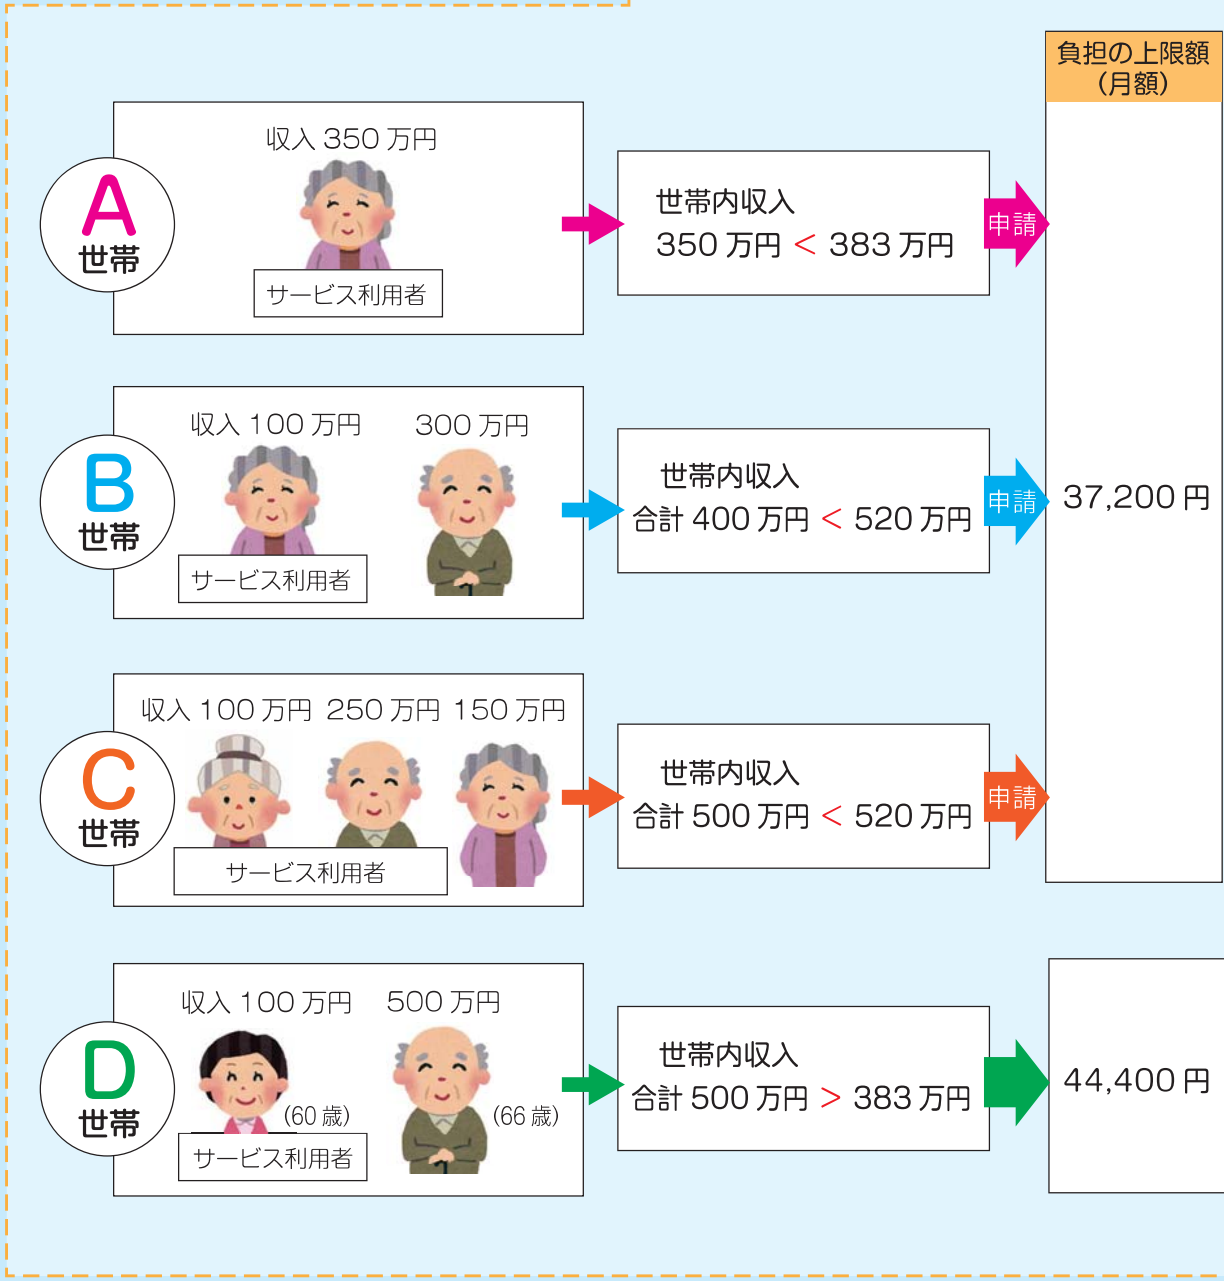 負担の上限額
（月額）
収入 350 万円
A
世帯
サービス利用者
世帯内収入
350 万円 < 383 万円
申請
収入 100 万円
300 万円
B
世帯
サービス利用者
世帯内収入
合計 400 万円 < 520 万円
申請
37,200 円
収入 100 万円 250 万円 150 万円
C
世帯
サービス利用者
世帯内収入
合計 500 万円 < 520 万円
申請
収入 100 万円
500 万円
D
世帯
(60 歳)
(66 歳)
サービス利用者
世帯内収入
合計 500 万円 > 383 万円
44,400 円